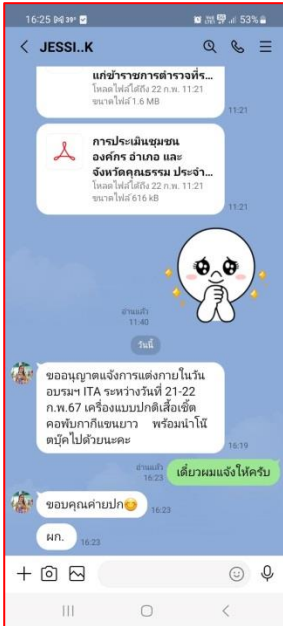 16:25
39°
53%
JESSI..K
แก่ข้าราชการตำรวจที่ร...
โหลดไฟล์ได้ถึง 22 ก.พ. 11:21
ขนาดไฟล์ 1.6 MB
11:21
การประเมินชุมชน
องค์กร อำเภอ และ
จังหวัดคุณธรรม ประจำ...
โหลดไฟล์ได้ถึง 22 ก.พ. 11:21
ขนาดไฟล์ 616 kB
11:21
อ่านแล้ว
11:40
วันนี้
ขออนุญาตแจ้งการแต่งกายในวัน
อบรมฯ ITA ระหว่างวันที่ 21-22
ก.พ.67 เครื่องแบบปกติเสื้อเชิ้ต
คอพับกากีแขนยาว พร้อมนำโน๊
ตบุ๊คไปด้วยนะคะ
16:19
อ่านแล้ว
16:23
เดี๋ยวผมแจ้งให้ครับ
ขอบคุณค่ายปก😊
16:23
ผก.
16:23